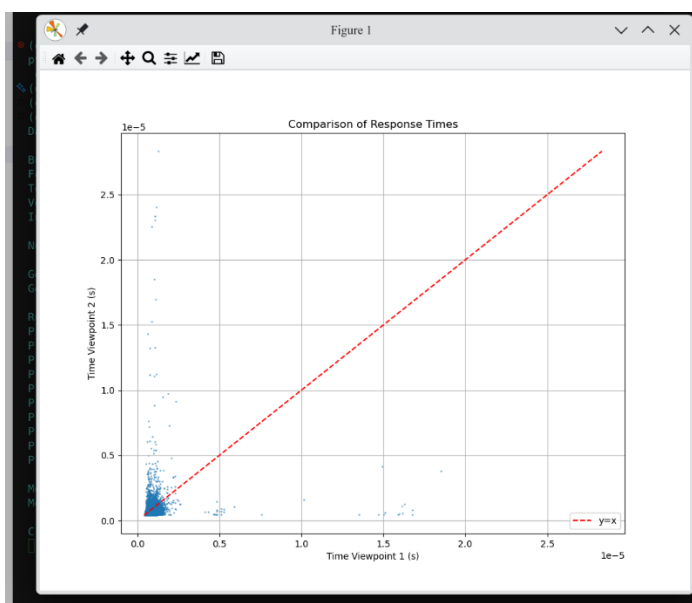 Figure 1
Comparison of Response Times
1e−5
2.5
2.0
1.5
1.0
0.5
0.0
Time Viewpoint 2 (s)
0.0 0.5 1.0 1.5 2.0 2.5
Time Viewpoint 1 (s)
1e−5
y=x